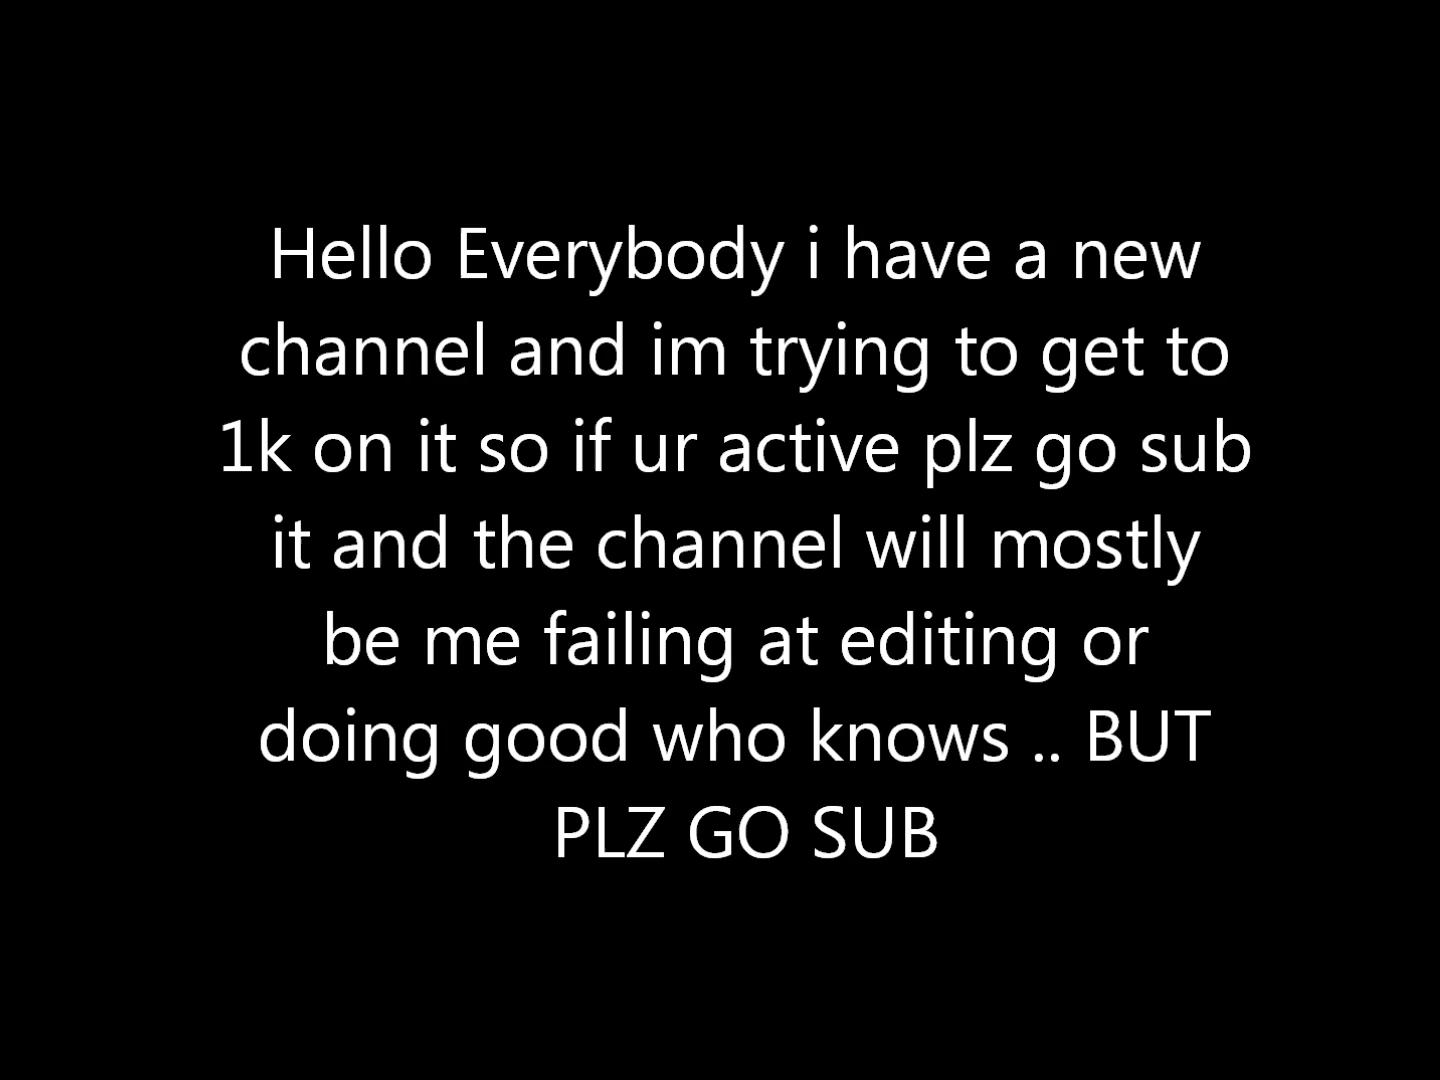 Hello Everybody i have a new
channel and im trying to get to
1k on it so if ur active plz go sub
it and the channel will mostly
be me failing at editing or
doing good who knows .. BUT
PLZ GO SUB